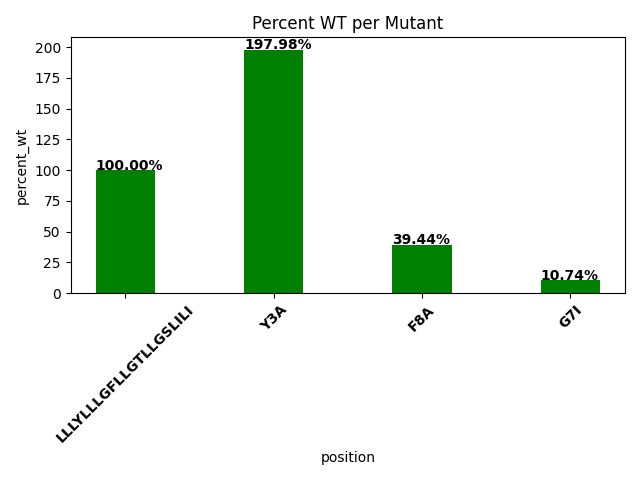 Percent WT per Mutant
percent_wt
200
175
150
125
100
75
50
25
0
100.00%
197.98%
39.44%
10.74%
LLLYLLLGFLLGTLLGSLILI
Y3A
F8A
G7I
position